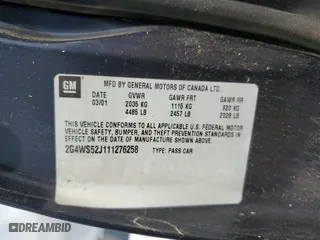 GM
MFD BY GENERAL MOTORS OF CANADA LTD.
DATE GVWR GAWR FRT GAWR RR
03/01 2035 KG 1115 KG 920 KG
4485 LB 2457 LB 2029 LB
THIS VEHICLE CONFORMS TO ALL APPLICABLE U.S. FEDERAL MOTOR
VEHICLE SAFETY, BUMPER, AND THEFT PREVENTION STANDARDS
IN EFFECT ON THE DATE OF MANUFACTURE SHOWN ABOVE.
2G4WS52J111276258 TYPE: PASS CAR
© DCARFAX